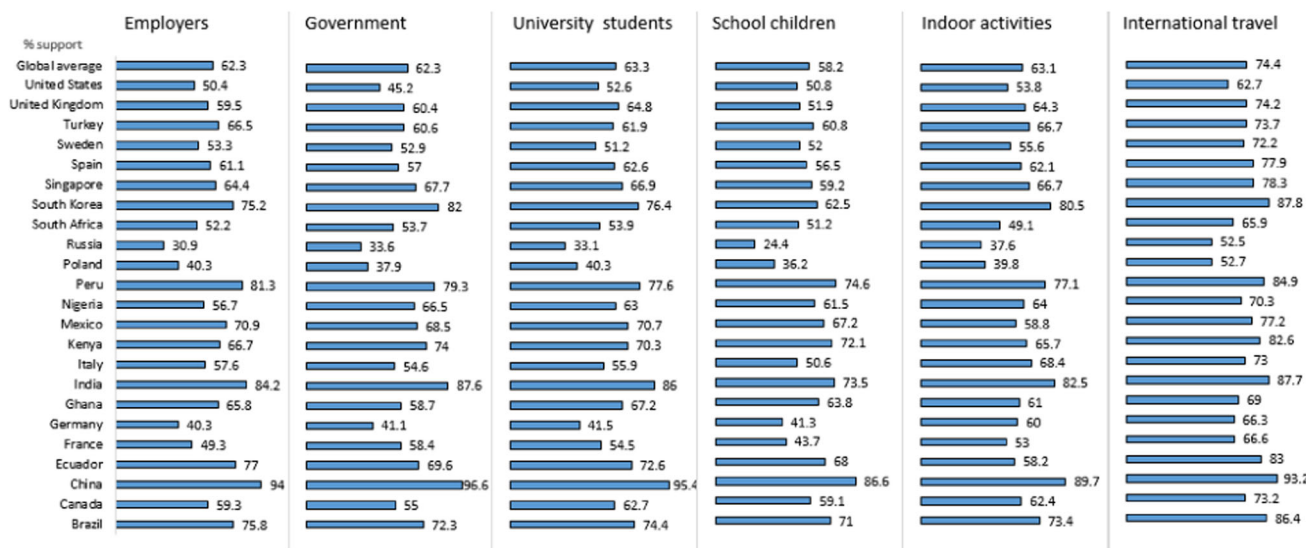 Employers Government University students School children Indoor activities International travel
% support
Global average 62.3 62.3 63.3 58.2 63.1 74.4
United States 50.4 45.2 52.6 50.8 53.8 62.7
United Kingdom 59.5 60.4 64.8 51.9 64.3 74.2
Turkey 66.5 60.6 61.9 60.8 66.7 73.7
Sweden 53.3 52.9 51.2 52 55.6 72.2
Spain 61.1 57 62.6 56.5 62.1 77.9
Singapore 64.4 67.7 66.9 59.2 66.7 78.3
South Korea 75.2 82 76.4 62.5 80.5 87.8
South Africa 52.2 53.7 53.9 51.2 49.1 65.9
Russia 30.9 33.6 33.1 24.4 37.6 52.5
Poland 40.3 37.9 40.3 36.2 39.8 52.7
Peru 81.3 79.3 77.6 74.6 77.1 84.9
Nigeria 56.7 66.5 63 61.5 64 70.3
Mexico 70.9 68.5 70.7 67.2 58.8 77.2
Kenya 66.7 74 70.3 72.1 65.7 82.6
Italy 57.6 54.6 55.9 50.6 68.4 73
India 84.2 87.6 86 73.5 82.5 87.7
Ghana 65.8 58.7 67.2 63.8 61 69
Germany 40.3 41.1 41.5 41.3 60 66.3
France 49.3 58.4 54.5 43.7 53 66.6
Ecuador 77 69.6 72.6 68 58.2 83
China 94 96.6 95.4 86.6 89.7 93.2
Canada 59.3 55 62.7 59.1 62.4 73.2
Brazil 75.8 72.3 74.4 71 73.4 86.4